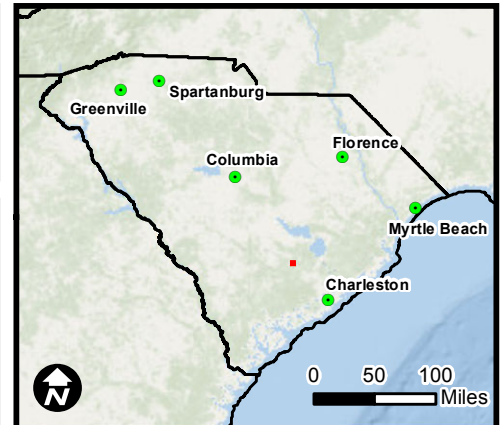 Spartanburg
Greenville
Florence
Columbia
Myrtle Beach
Charleston
N
0 50 100
Miles